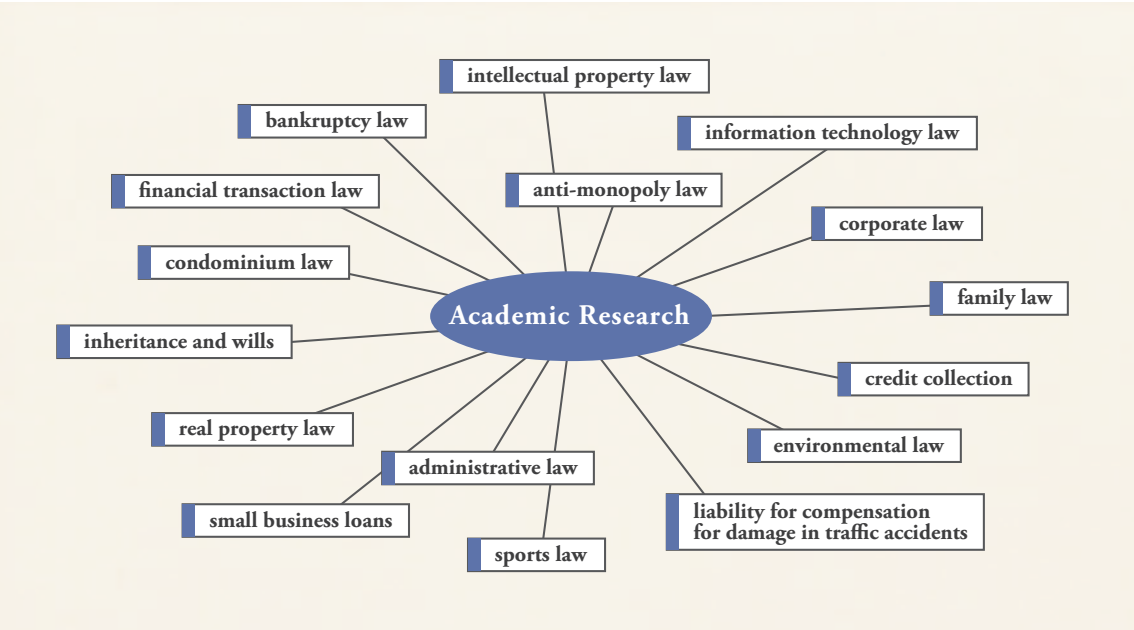 intellectual property law
bankruptcy law
information technology law
financial transaction law
anti-monopoly law
corporate law
condominium law
family law
Academic Research
inheritance and wills
credit collection
real property law
environmental law
administrative law
small business loans
liability for compensation
for damage in traffic accidents
sports law